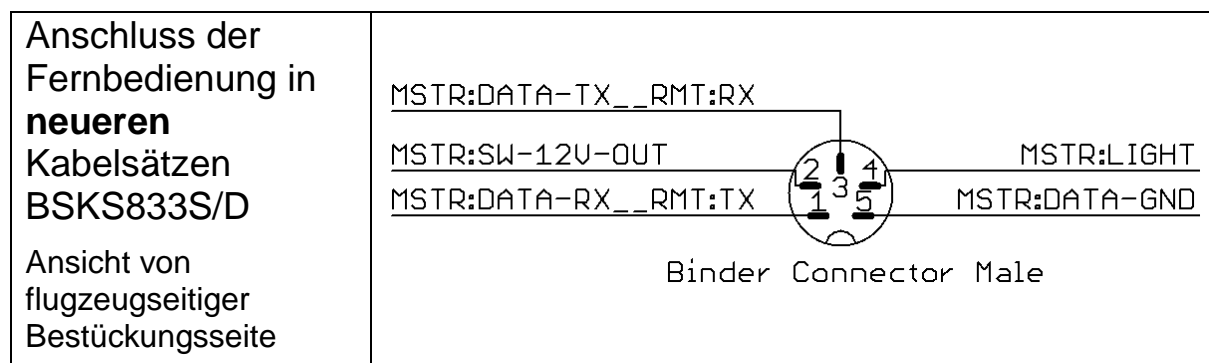 Anschluss der
Fernbedienung in
neueren
Kabelsätzen
BSKS833S/D
Ansicht von
flugzeugseitiger
Bestückungsseite
MSTR:DATA-TX__RMT:RX
MSTR:SW-12V-OUT
MSTR:DATA-RX__RMT:TX
2
3
4
1
5
MSTR:LIGHT
MSTR:DATA-GND
Binder Connector Male